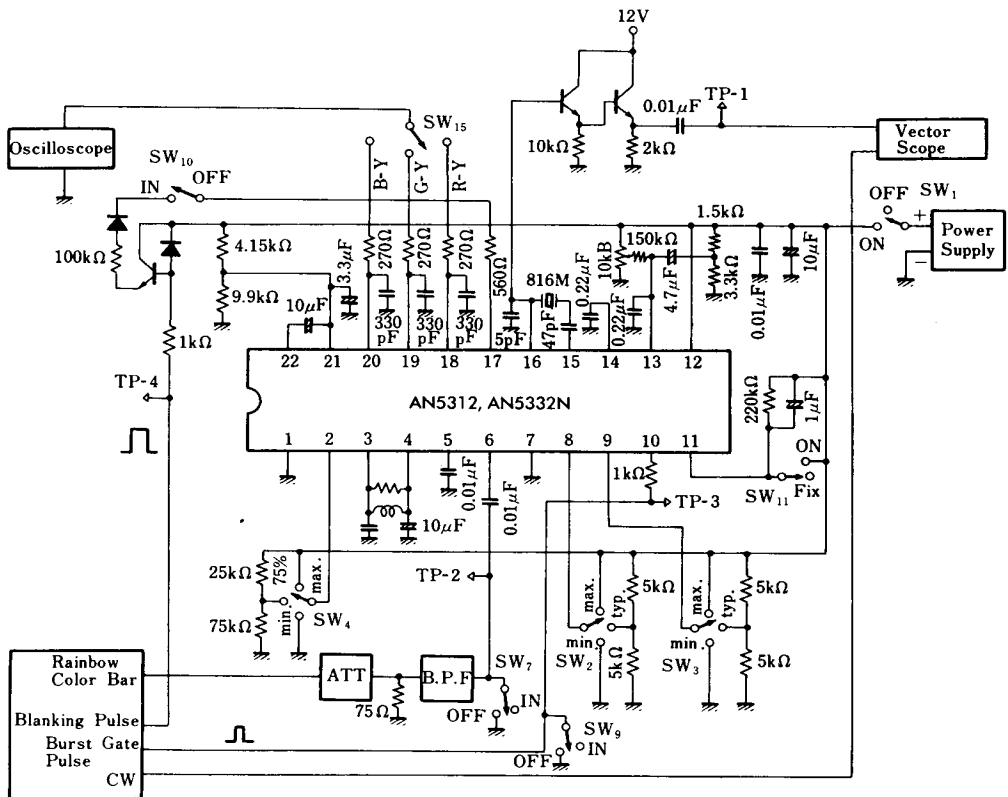 12V
TP-1
0.01μF
Vector
Scope
10kΩ
2kΩ
Oscilloscope
SW15
SW10
IN
OFF
B-Y
G-Y
R-Y
OFF
SW1
ON
+
−
Power
Supply
100kΩ
4.15kΩ
9.9kΩ
3.3μF
10μF
270Ω
270Ω
270Ω
560Ω
330
pF
330
pF
330
pF
5pF
816M
47pF
0.22μF
0.22μF
10kB
150kΩ
4.7μF
1.5kΩ
3.3kΩ
0.01μF
10μF
1kΩ
TP-4
22 21 20 19 18 17 16 15 14 13 12
AN5312, AN5332N
1 2 3 4 5 6 7 8 9 10 11
220kΩ
1μF
ON
SW11
Fix
1kΩ
TP-3
0.01μF
0.01μF
10μF
TP-2
25kΩ
75%
max.
min.
SW4
75kΩ
max.
typ.
min.
SW2
5kΩ
5kΩ
max.
typ.
min.
SW3
5kΩ
5kΩ
Rainbow
Color Bar
ATT
75Ω
B.P.F
SW7
IN
OFF
SW9
IN
OFF
Blanking Pulse
Burst Gate
Pulse
CW